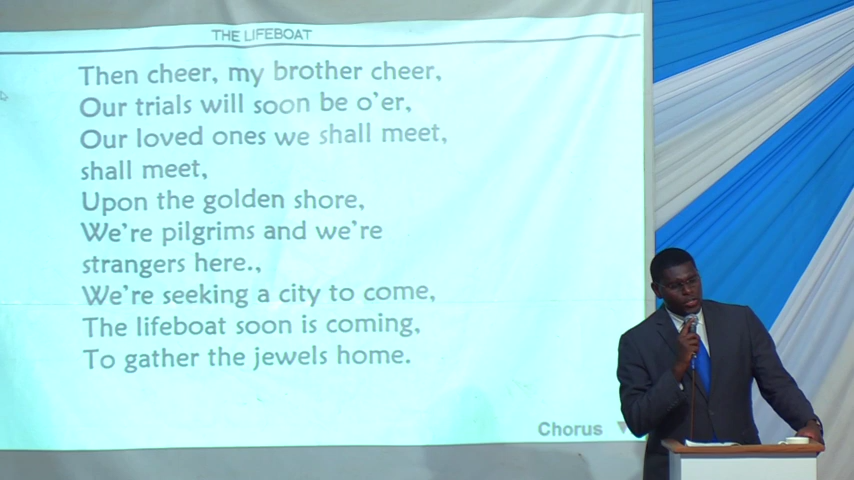 THE LIFEBOAT
Then cheer, my brother cheer,
Our trials will soon be o'er,
Our loved ones we shall meet,
shall meet,
Upon the golden shore,
We're pilgrims and we're
strangers here.,
We're seeking a city to come,
The lifeboat soon is coming,
To gather the jewels home.
Chorus